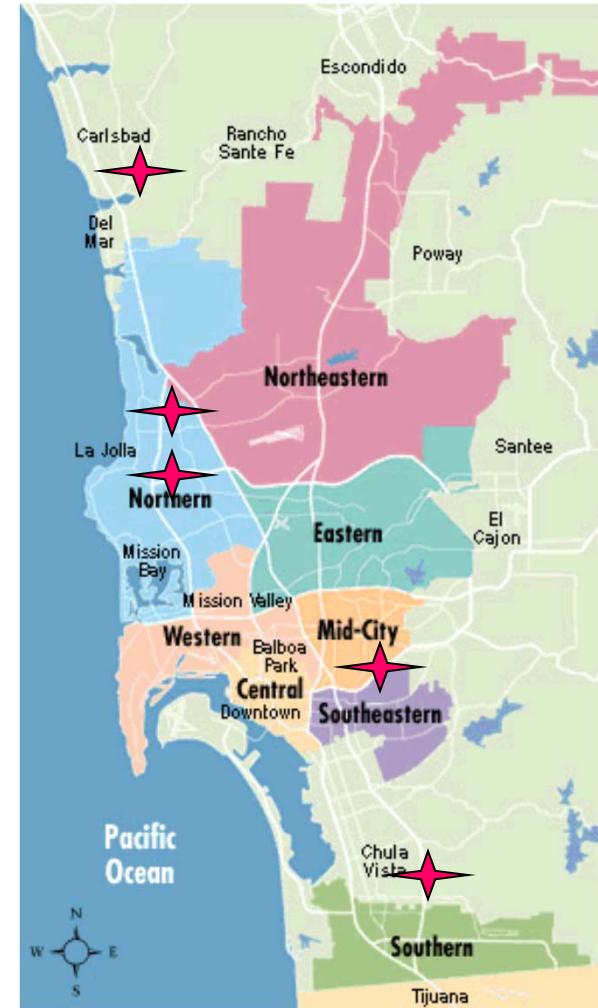 Escondido
Carlsbad
Rancho
Sante Fe
Del
Mar
Poway
Northeastern
La Jolla
Santee
Northern
El
Cajon
Eastern
Mission
Bay
Mission Valley
Western
Mid-City
Balboa
Park
Central
Downtown
Southeastern
Pacific
Ocean
Chula
Vista
N
W
E
S
Southern
Tijuana